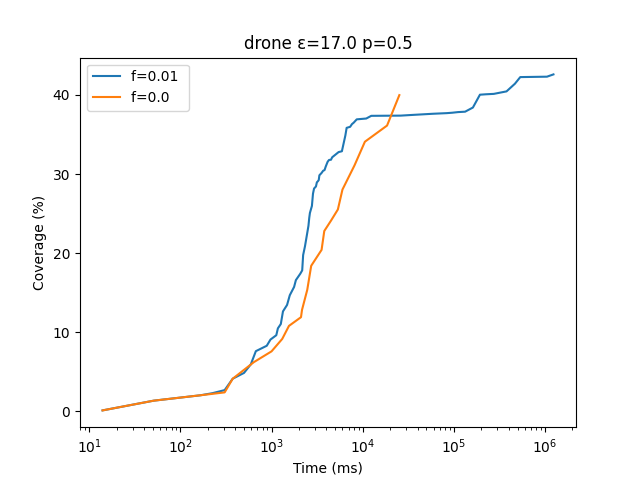 drone ε=17.0 p=0.5
f=0.01
f=0.0
Coverage (%)
40
30
20
10
0
10¹ 10² 10³ 10⁴ 10⁵ 10⁶
Time (ms)